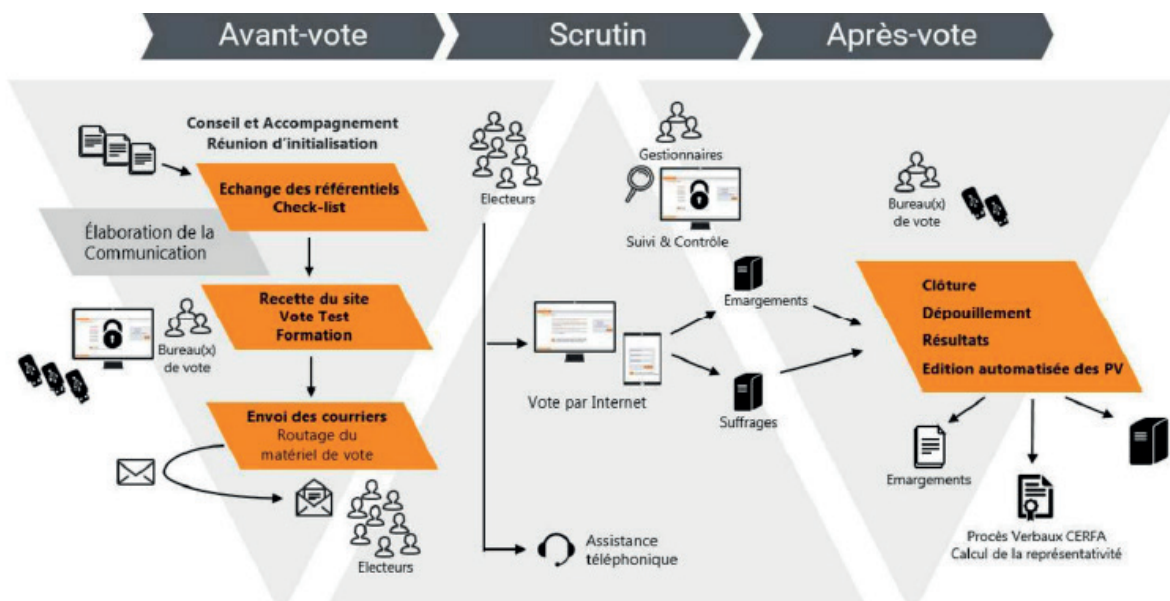 Avant-vote
Scrutin
Après-vote
Conseil et Accompagnement
Réunion d'initialisation
Echange des référentiels
Check-list
Élaboration de la
Communication
Recette du site
Vote Test
Formation
Bureau(x)
de vote
Envoi des courriers
Routage du
matériel de vote
Electeurs
Electeurs
Gestionnaires
Suivi & Contrôle
Vote par Internet
Emargements
Suffrages
Assistance
téléphonique
Bureau(x)
de vote
Clôture
Dépouillement
Résultats
Edition automatisée des PV
Emargements
Procès Verbaux CERFA
Calcul de la représentativité